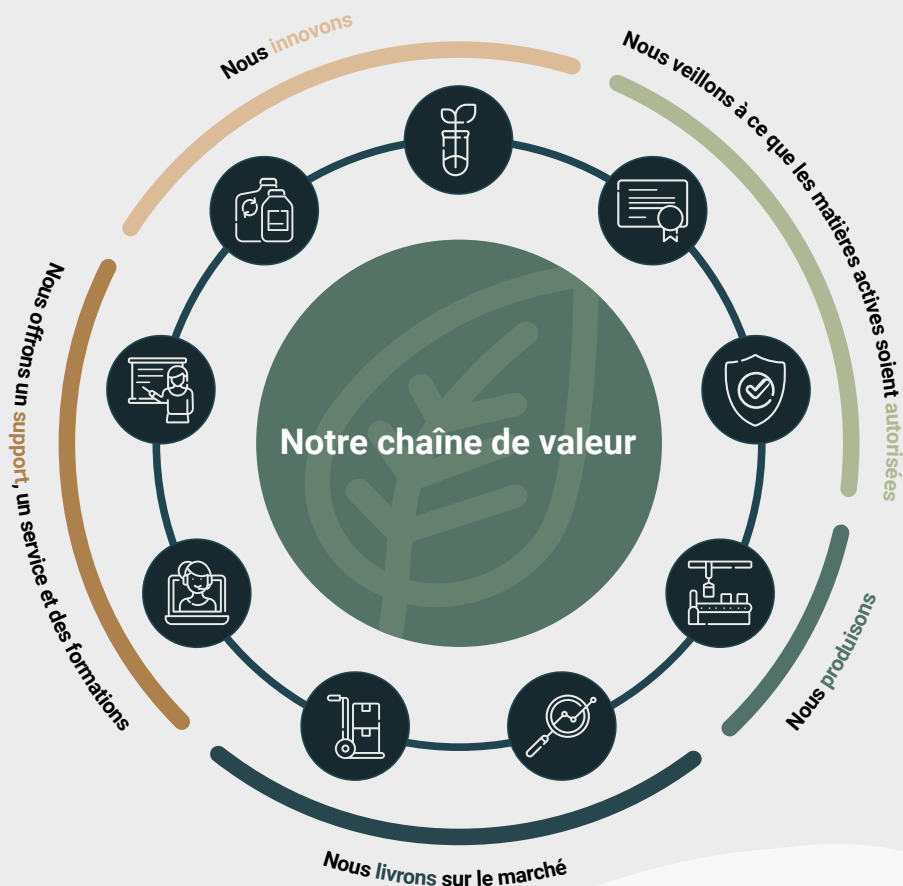 Nous innovons
Nous veillons à ce que les matières actives soient autorisées
Notre chaîne de valeur
Nous offrons un support, un service et des formations
Nous produisons
Nous livrons sur le marché